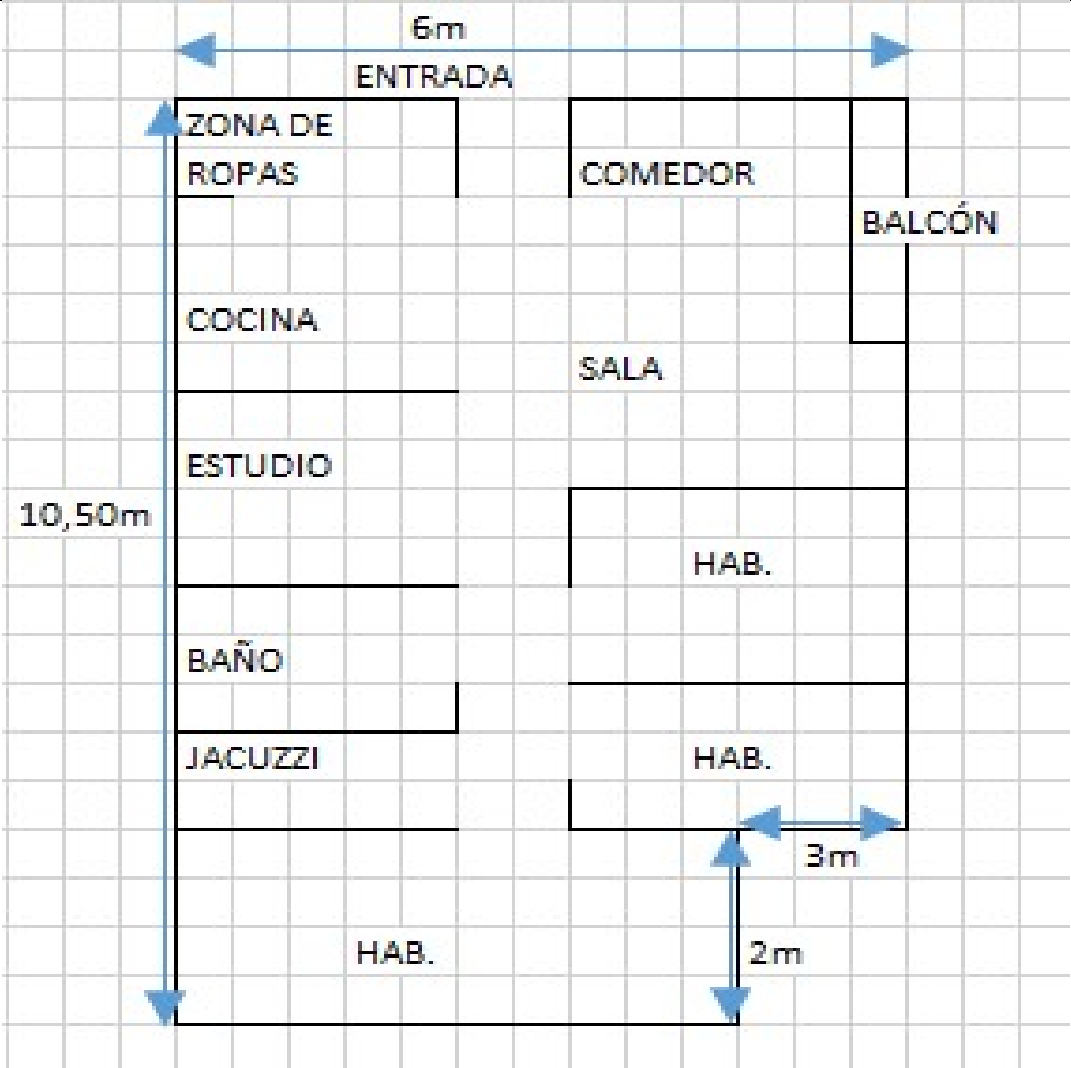 6m
ENTRADA
ZONA DE
ROPAS
COMEDOR
BALCÓN
COCINA
SALA
ESTUDIO
10,50m
HAB.
BAÑO
JACUZZI
HAB.
3m
HAB.
2m